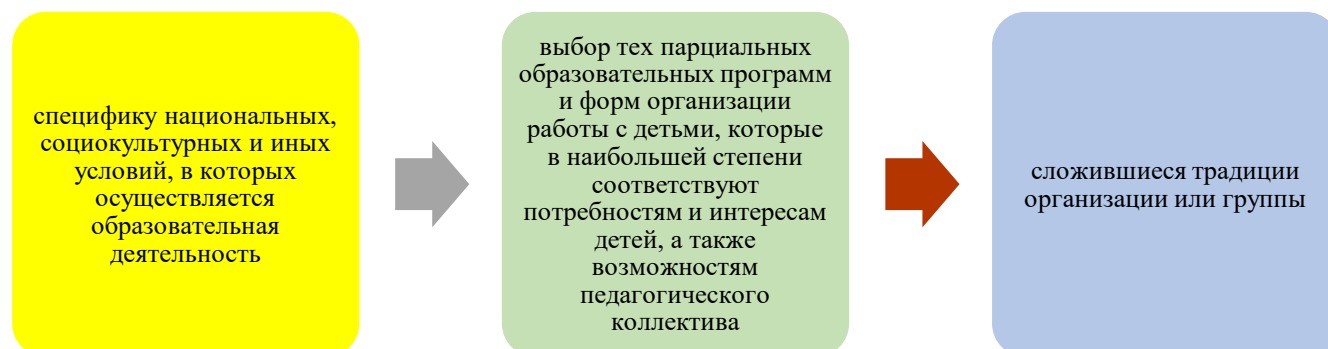 специфику национальных,
социокультурных и иных
условий, в которых
осуществляется
образовательная
деятельность
выбор тех парциальных
образовательных программ
и форм организации
работы с детьми, которые
в наибольшей степени
соответствуют
потребностям и интересам
детей, а также
возможностям
педагогического
коллектива
сложившиеся традиции
организации или группы